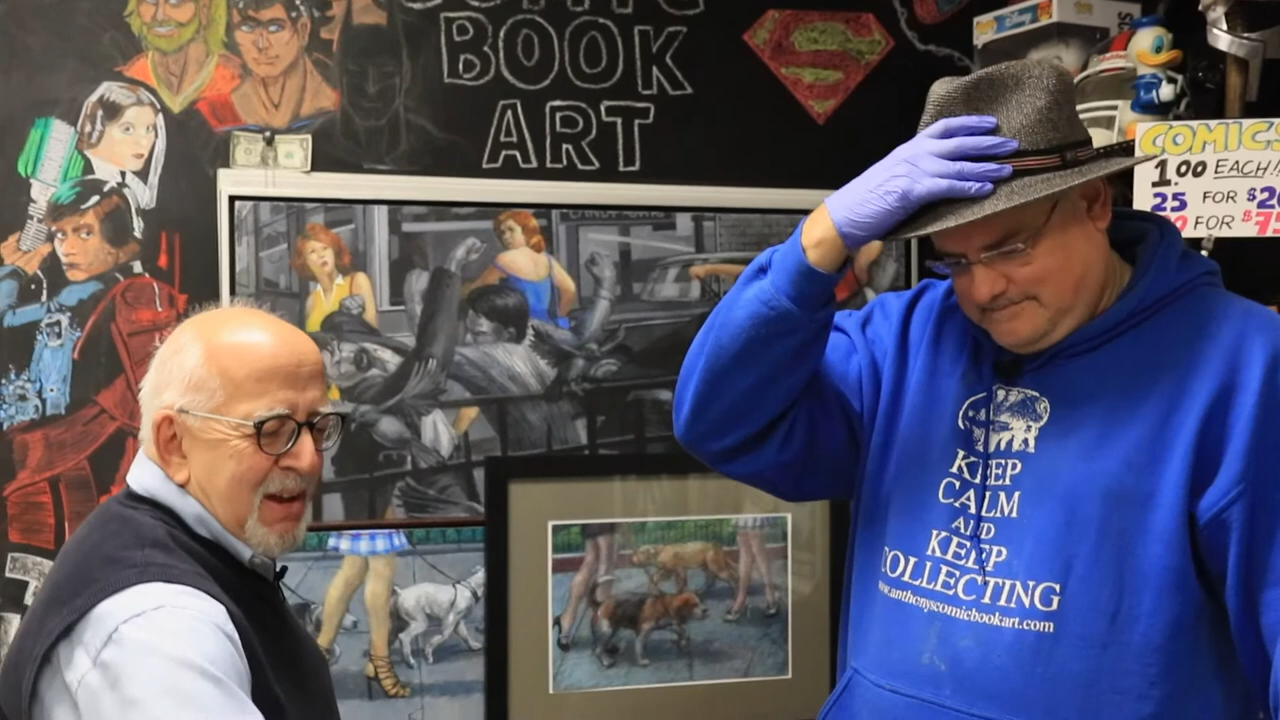 BOOK
ART
Disney
COMICS
1.00 EACH!!
25 FOR $20
FOR $75
KEEP
CALM
AND
KEEP
COLLECTING
www.anthonyscomicbookart.com